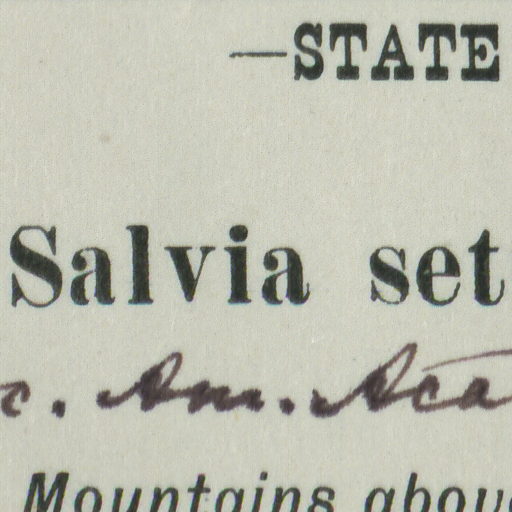 —STATE
Salvia set
c. Am. Aca
Mountains above